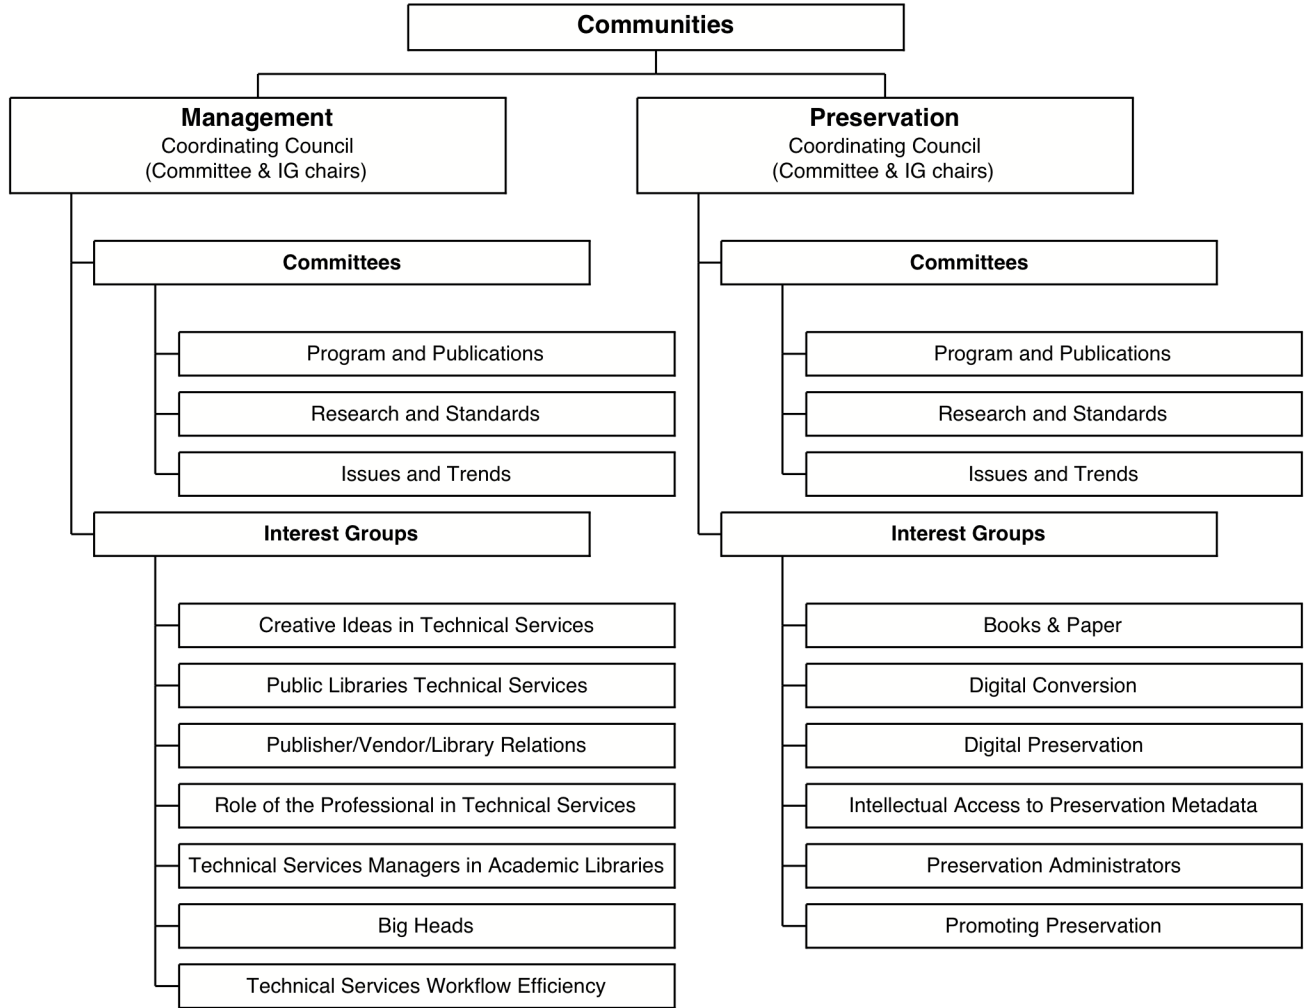 Communities
Management
Coordinating Council
(Committee & IG chairs)
Committees
Program and Publications
Research and Standards
Issues and Trends
Interest Groups
Creative Ideas in Technical Services
Public Libraries Technical Services
Publisher/Vendor/Library Relations
Role of the Professional in Technical Services
Technical Services Managers in Academic Libraries
Big Heads
Technical Services Workflow Efficiency
Preservation
Coordinating Council
(Committee & IG chairs)
Committees
Program and Publications
Research and Standards
Issues and Trends
Interest Groups
Books & Paper
Digital Conversion
Digital Preservation
Intellectual Access to Preservation Metadata
Preservation Administrators
Promoting Preservation